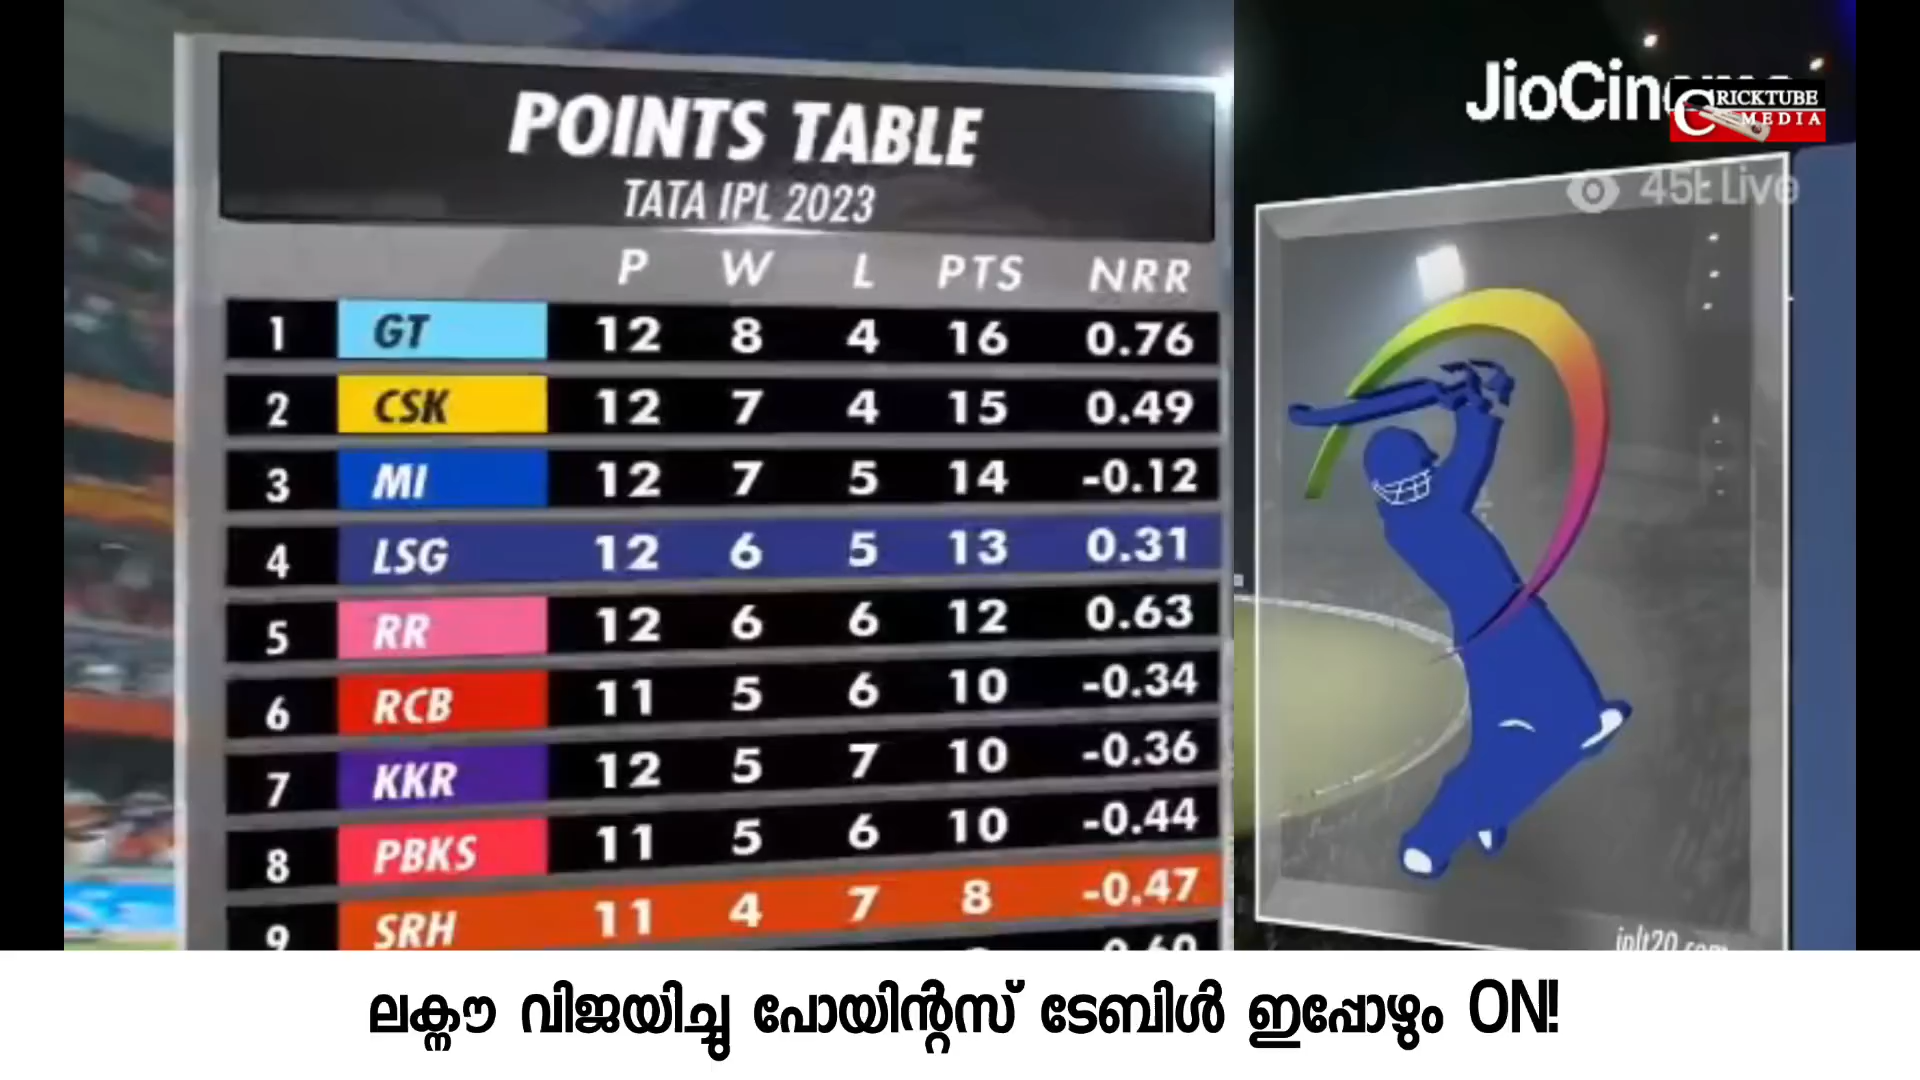 POINTS TABLE
TATA IPL 2023
P W L PTS NRR
1 GT 12 8 4 16 0.76
2 CSK 12 7 4 15 0.49
3 MI 12 7 5 14 -0.12
4 LSG 12 6 5 13 0.31
5 RR 12 6 6 12 0.63
6 RCB 11 5 6 10 -0.34
7 KKR 12 5 7 10 -0.36
8 PBKS 11 5 6 10 -0.44
9 SRH 11 4 7 8 -0.47
CRICKTUBE
MEDIA
Live
ലക്നൗ വിജയിച്ചു പോയിന്റസ് ടേബിൾ ഇപ്പോഴും ON!